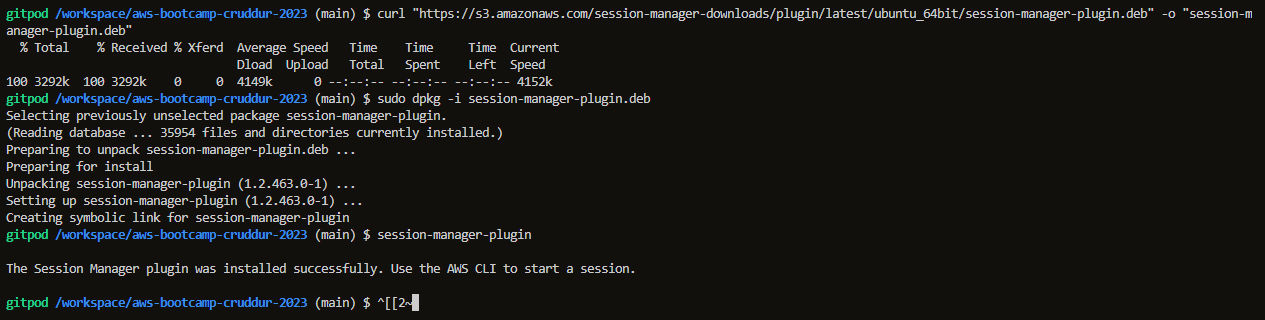 gitpod /workspace/aws-bootcamp-cruddur-2023 (main) $ curl "https://s3.amazonaws.com/session-manager-downloads/plugin/latest/ubuntu_64bit/session-manager-plugin.deb" -o "session-m
anager-plugin.deb"
  % Total    % Received % Xferd  Average Speed   Time    Time     Time  Current
                                 Dload  Upload   Total   Spent    Left  Speed
100 3292k  100 3292k    0     0  4149k      0 --:--:-- --:--:-- --:--:-- 4152k
gitpod /workspace/aws-bootcamp-cruddur-2023 (main) $ sudo dpkg -i session-manager-plugin.deb
Selecting previously unselected package session-manager-plugin.
(Reading database ... 35954 files and directories currently installed.)
Preparing to unpack session-manager-plugin.deb ...
Preparing for install
Unpacking session-manager-plugin (1.2.463.0-1) ...
Setting up session-manager-plugin (1.2.463.0-1) ...
Creating symbolic link for session-manager-plugin
gitpod /workspace/aws-bootcamp-cruddur-2023 (main) $ session-manager-plugin
The Session Manager plugin was installed successfully. Use the AWS CLI to start a session.
gitpod /workspace/aws-bootcamp-cruddur-2023 (main) $ ^[[2~